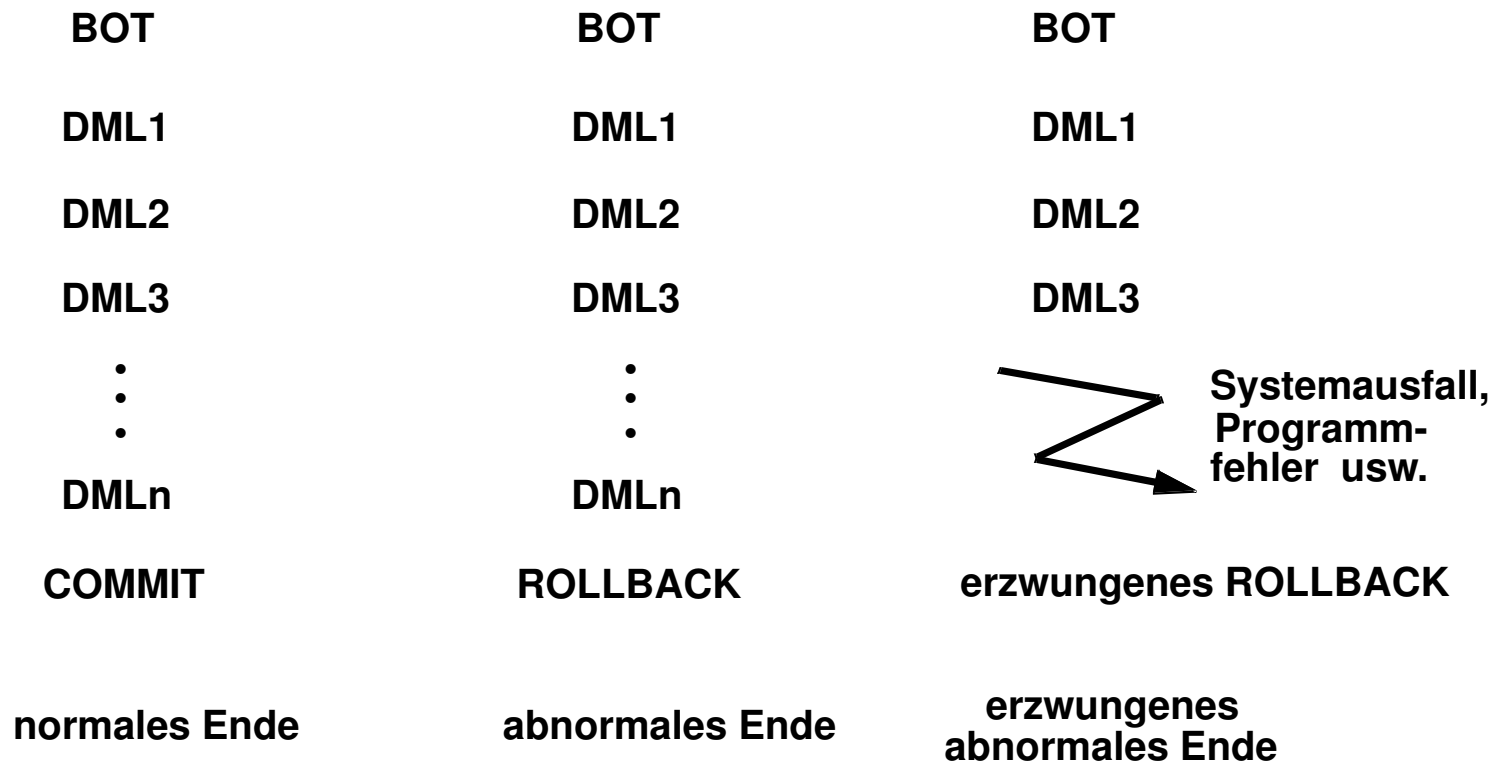 BOT BOT BOT
DML1 DML1 DML1
DML2 DML2 DML2
DML3 DML3 DML3
Systemausfall,
Programm-
fehler usw.
DMLn DMLn
COMMIT ROLLBACK erzwungenes ROLLBACK
normales Ende abnormales Ende erzwungenes
abnormales Ende